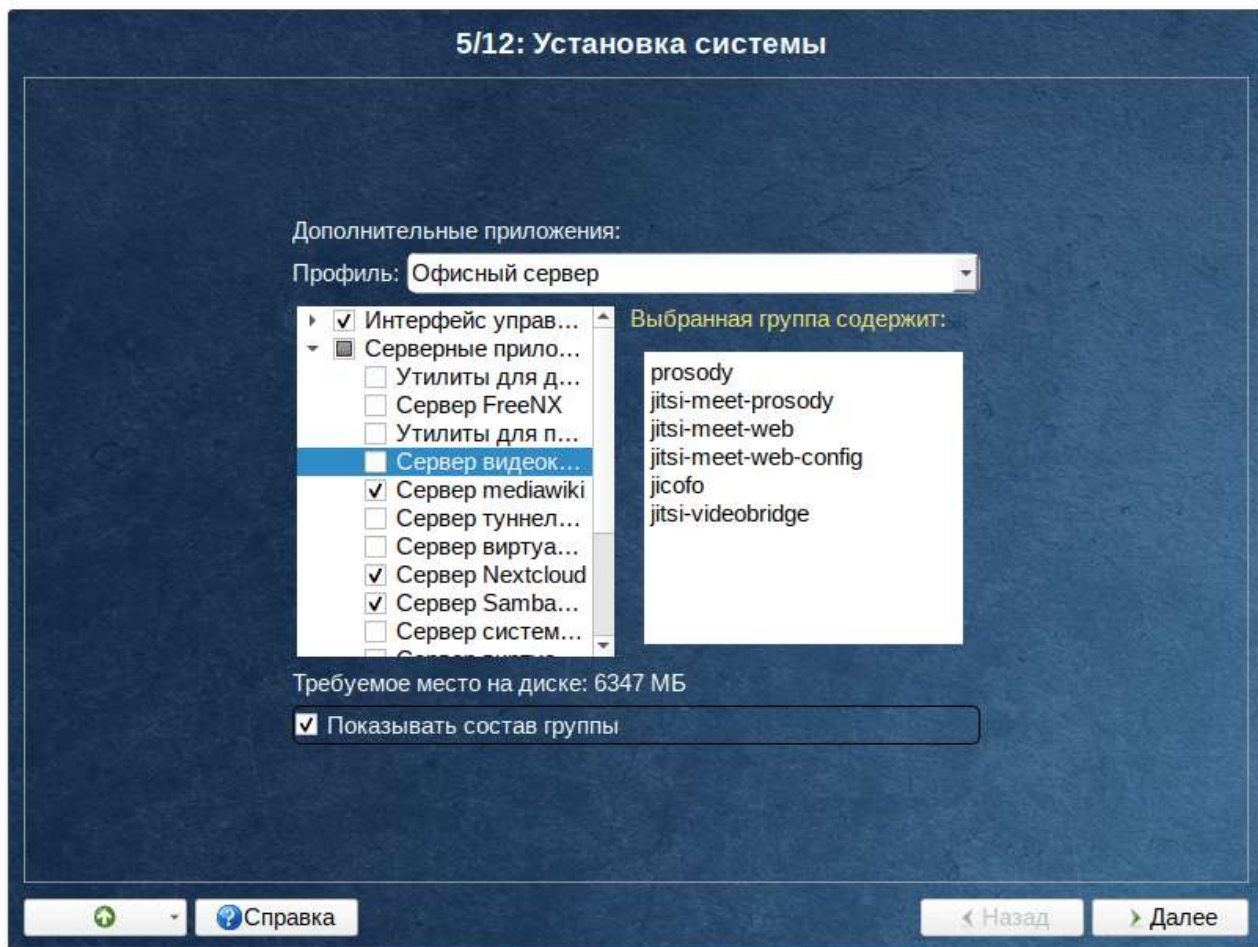 5/12: Установка системы
Дополнительные приложения:
Профиль: Офисный сервер
Интерфейс управ...
Серверные прило...
Утилиты для д...
Сервер FreeNX
Утилиты для п...
Сервер видеок...
Сервер mediawiki
Сервер туннел...
Сервер виртуа...
Сервер Nextcloud
Сервер Samba...
Сервер систем...
Выбранная группа содержит:
prosody
jitsi-meet-prosody
jitsi-meet-web
jitsi-meet-web-config
jicofo
jitsi-videobridge
Требуемое место на диске: 6347 МБ
Показывать состав группы
Справка
Назад
Далее